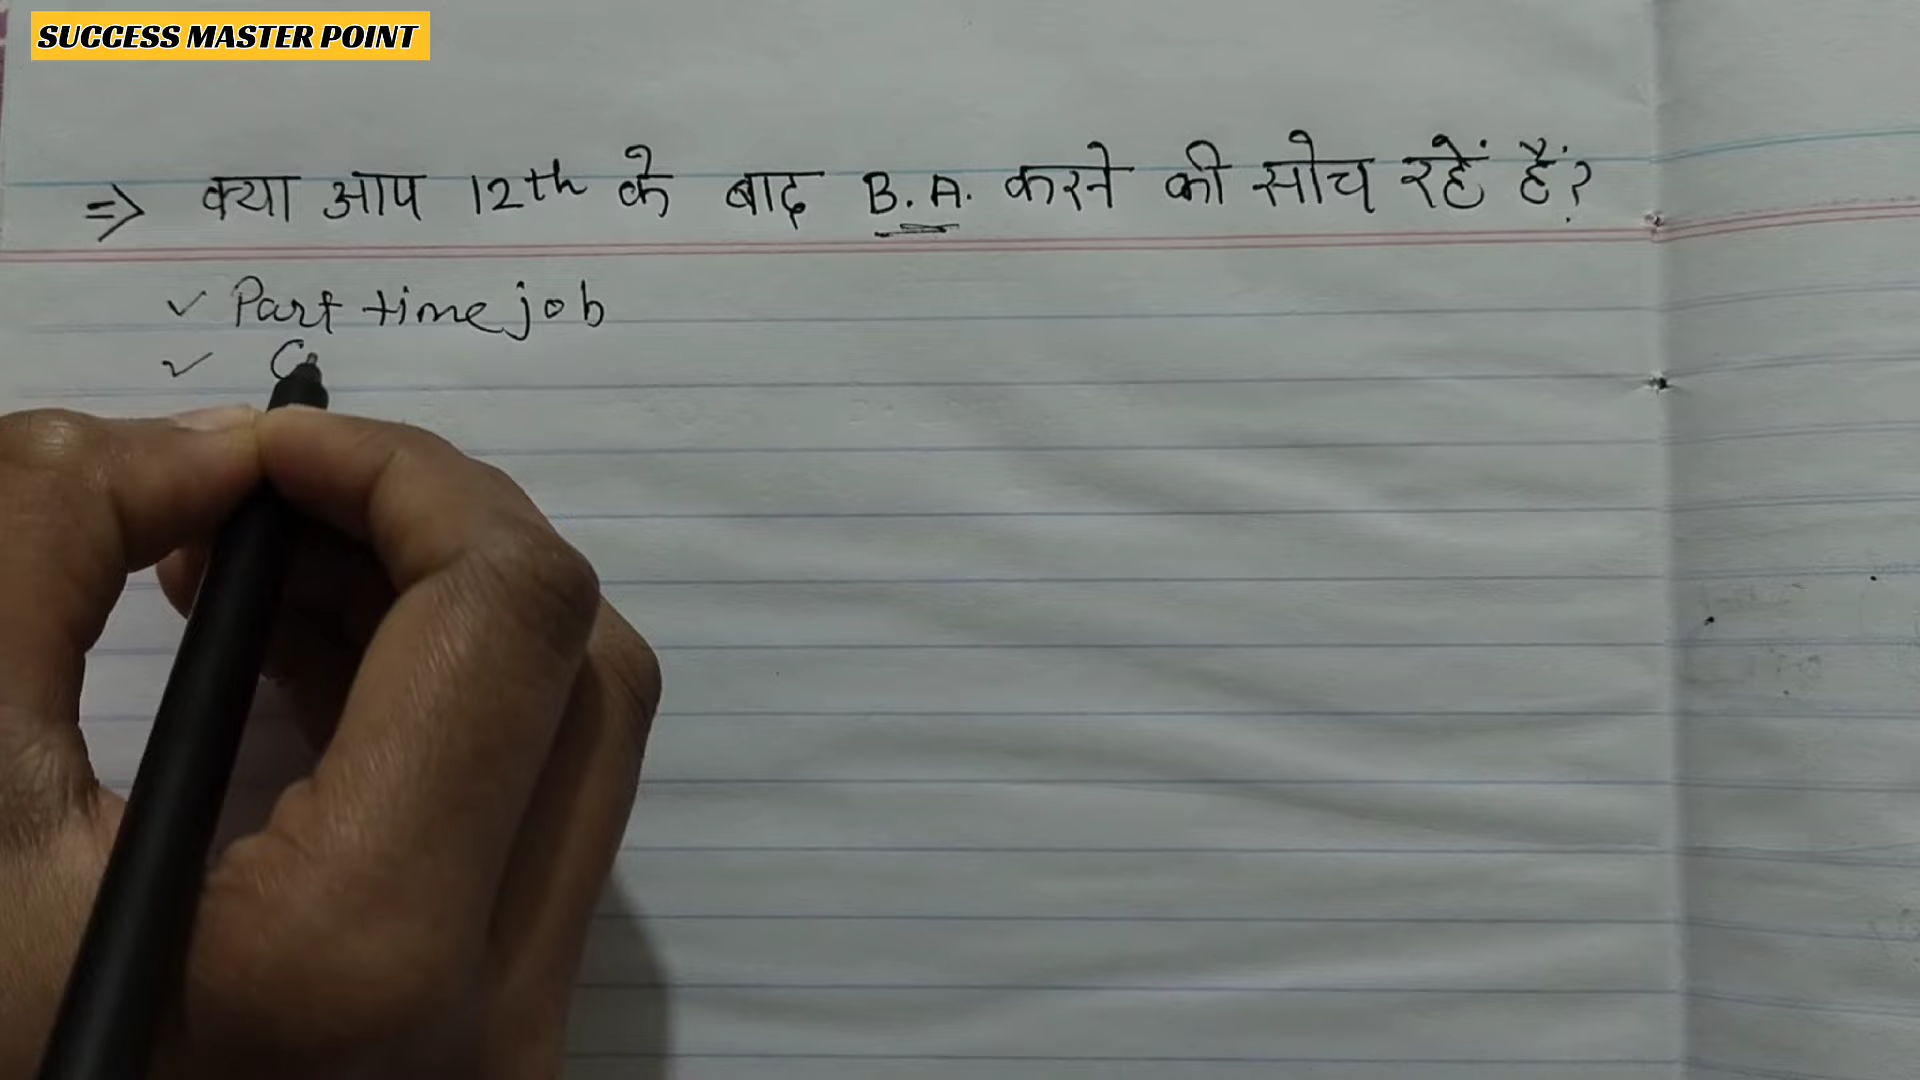 SUCCESS MASTER POINT
=> क्या आप 12th के बाद B.A. करने की सोच रहें हैं?
✓ Part time job
✓ C